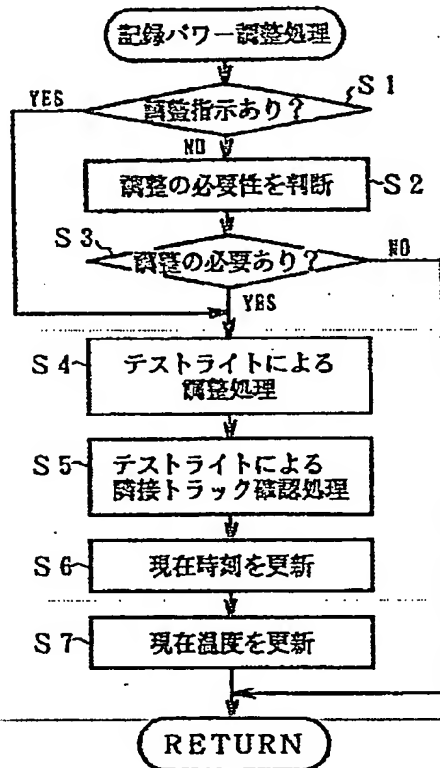 記録パワー調整処理
S1
YES
調整指示あり?
NO
調整の必要性を判断
S2
S3
調整の必要あり?
NO
YES
S4
テストライトによる
調整処理
S5
テストライトによる
隣接トラック確認処理
S6
現在時刻を更新
S7
現在温度を更新
RETURN